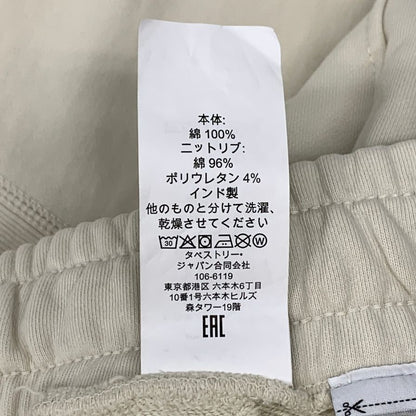 本体:
綿 100%
ニットリブ:
綿 96%
ポリウレタン 4%
インド製
他のものと分けて洗濯、
乾燥させてください
30 W
タペストリー・
ジャパン合同会社
106-6119
東京都港区 六本木6丁目
10番1号六本木ヒルズ
森タワー19階
EAC